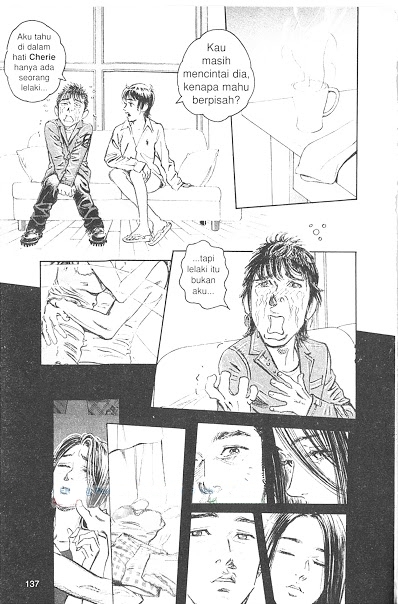 Aku tahu
di dalam
hati Cherie
hanya ada
seorang
lelaki...
Kau
masih
mencintai dia,
kenapa mahu
berpisah?
...tapi
lelaki itu
bukan
aku...
137